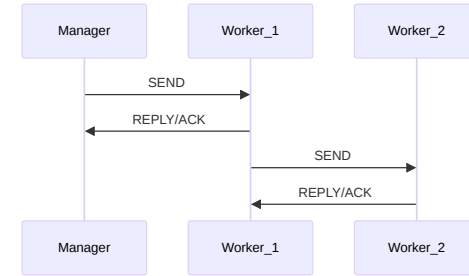 Manager Worker_1 Worker_2
SEND
REPLY/ACK
SEND
REPLY/ACK
Manager Worker_1 Worker_2